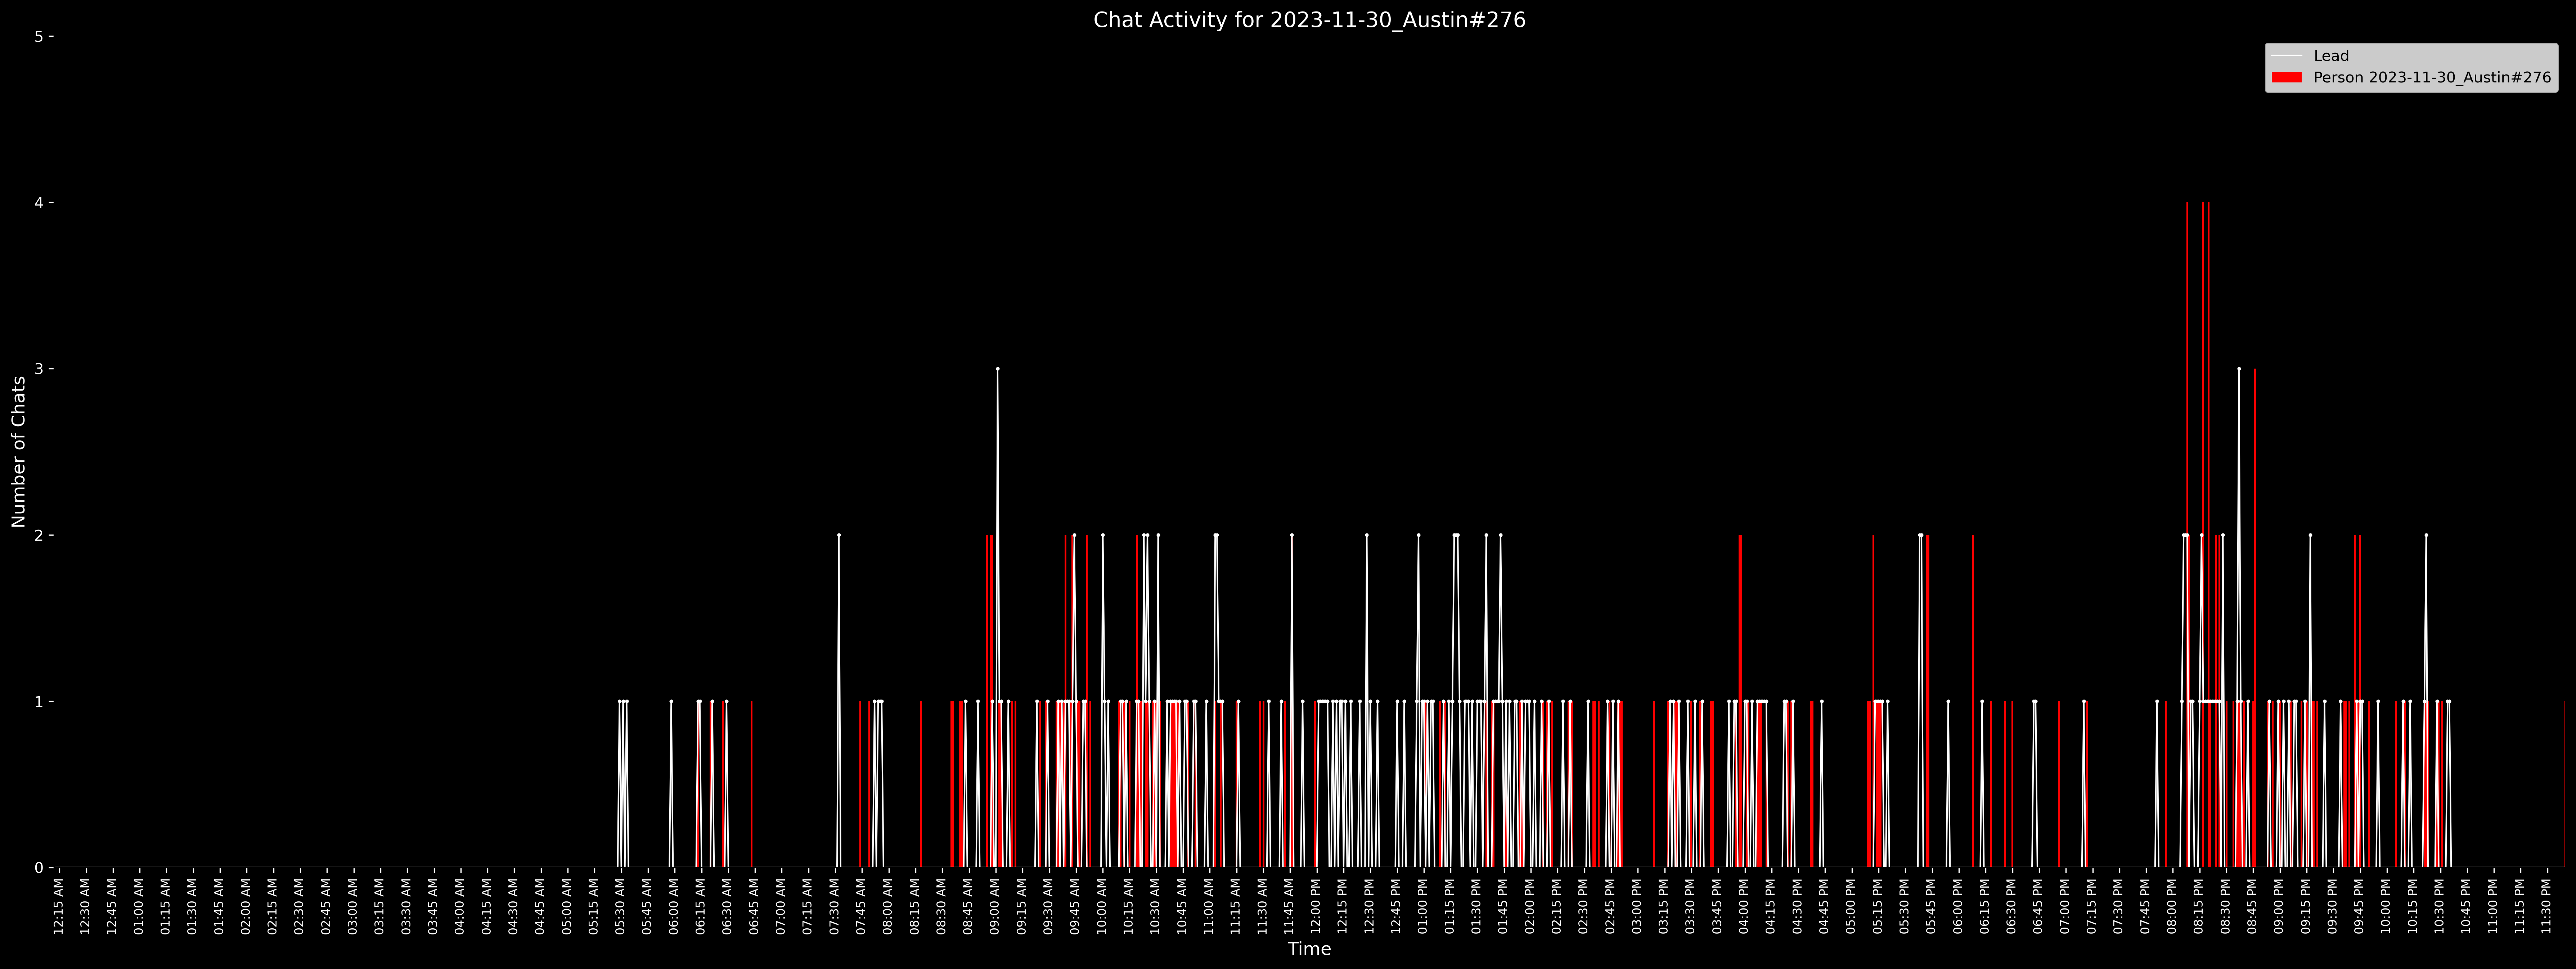 Chat Activity for 2023-11-30_Austin#276
Lead
Person 2023-11-30_Austin#276
Number of Chats
5
4
3
2
1
0
12:15 AM
12:30 AM
12:45 AM
01:00 AM
01:15 AM
01:30 AM
01:45 AM
02:00 AM
02:15 AM
02:30 AM
02:45 AM
03:00 AM
03:15 AM
03:30 AM
03:45 AM
04:00 AM
04:15 AM
04:30 AM
04:45 AM
05:00 AM
05:15 AM
05:30 AM
05:45 AM
06:00 AM
06:15 AM
06:30 AM
06:45 AM
07:00 AM
07:15 AM
07:30 AM
07:45 AM
08:00 AM
08:15 AM
08:30 AM
08:45 AM
09:00 AM
09:15 AM
09:30 AM
09:45 AM
10:00 AM
10:15 AM
10:30 AM
10:45 AM
11:00 AM
11:15 AM
11:30 AM
11:45 AM
12:00 PM
12:15 PM
12:30 PM
12:45 PM
01:00 PM
01:15 PM
01:30 PM
01:45 PM
02:00 PM
02:15 PM
02:30 PM
02:45 PM
03:00 PM
03:15 PM
03:30 PM
03:45 PM
04:00 PM
04:15 PM
04:30 PM
04:45 PM
05:00 PM
05:15 PM
05:30 PM
05:45 PM
06:00 PM
06:15 PM
06:30 PM
06:45 PM
07:00 PM
07:15 PM
07:30 PM
07:45 PM
08:00 PM
08:15 PM
08:30 PM
08:45 PM
09:00 PM
09:15 PM
09:30 PM
09:45 PM
10:00 PM
10:15 PM
10:30 PM
10:45 PM
11:00 PM
11:15 PM
11:30 PM
Time